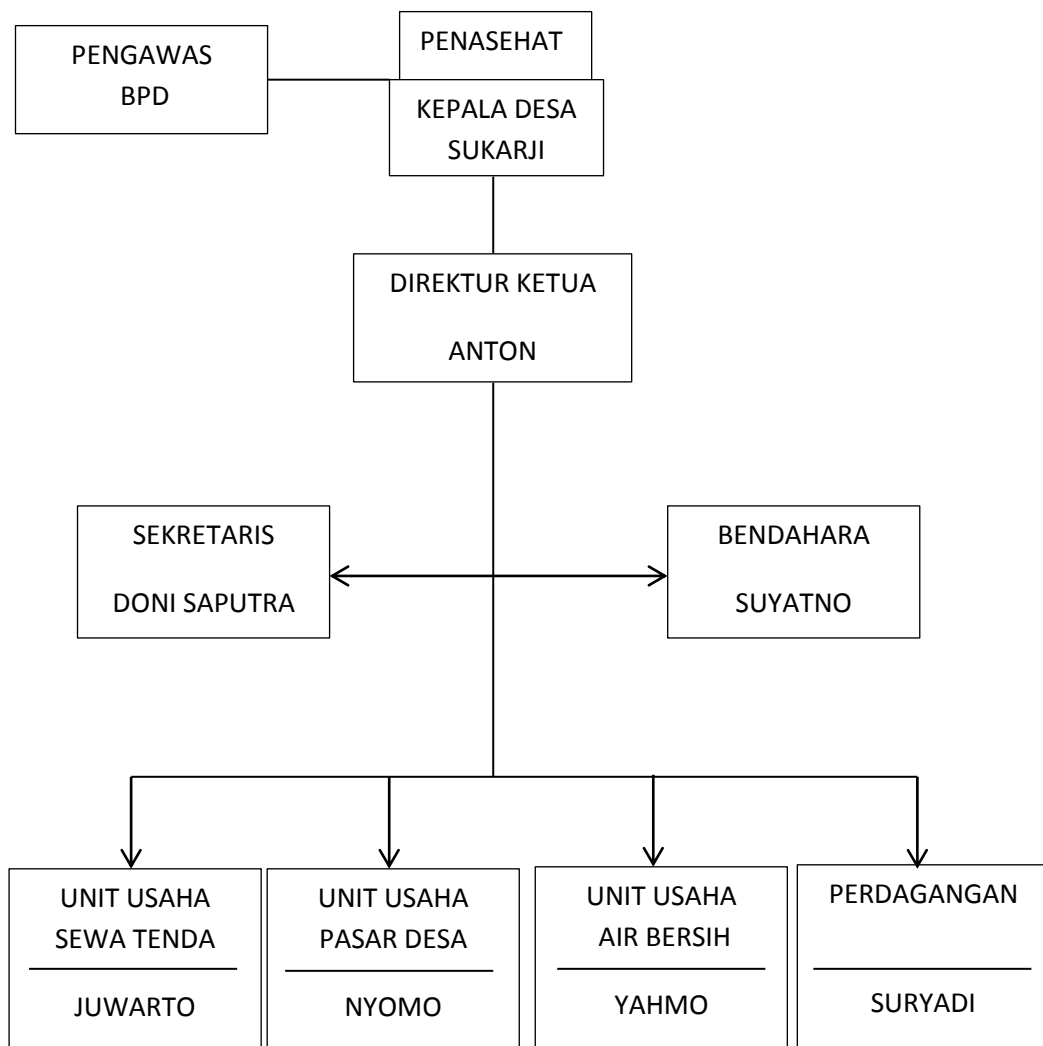 PENGAWAS
BPD
PENASEHAT
KEPALA DESA
SUKARJI
DIREKTUR KETUA
ANTON
SEKRETARIS
DONI SAPUTRA
BENDAHARA
SUYATNO
UNIT USAHA
SEWA TENDA
JUWARTO
UNIT USAHA
PASAR DESA
NYOMO
UNIT USAHA
AIR BERSIH
YAHMO
PERDAGANGAN
SURYADI